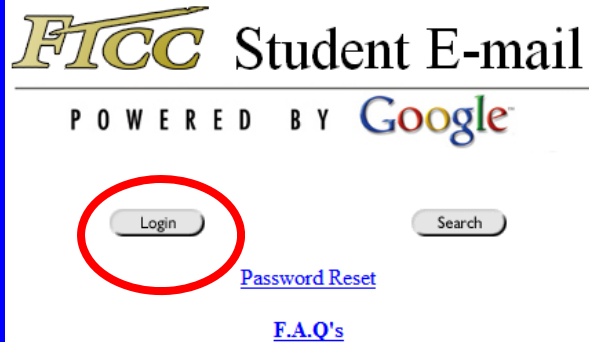 FTCC Student E-mail
POWERED BY Google
Login Search
Password Reset
F.A.Q's